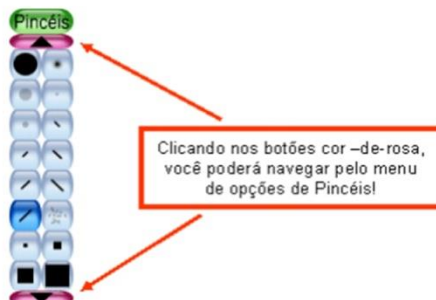 Pincéis
Clicando nos botões cor –de-rosa,
você poderá navegar pelo menu
de opções de Pincéis!